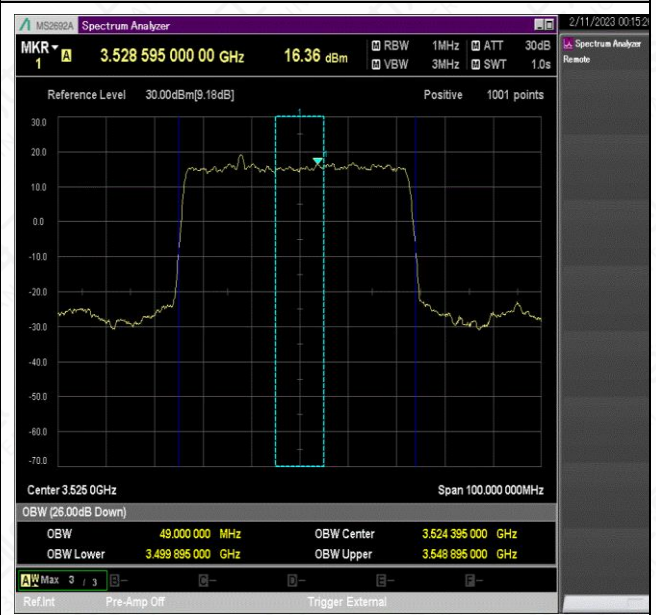 MS2692A Spectrum Analyzer
2/11/2023 00:15:2
MKR 1 A 3.528 595 000 00 GHz 16.36 dBm
M RBW 1MHz M ATT 30dB
M VBW 3MHz M SWT 1.0s
Spectrum Analyzer
Remote
Reference Level 30.00dBm[9.18dB] Positive 1001 points
1
30.0
20.0
10.0
0.0
-10.0
-20.0
-30.0
-40.0
-50.0
-60.0
-70.0
Center 3.525 0GHz Span 100.000 000MHz
OBW (26.00dB Down)
OBW 49.000 000 MHz OBW Center 3.524 395 000 GHz
OBW Lower 3.499 895 000 GHz OBW Upper 3.548 895 000 GHz
A W Max 3 / 3 B- C- D- E- F-
Ref.Int Pre-Amp Off Trigger External